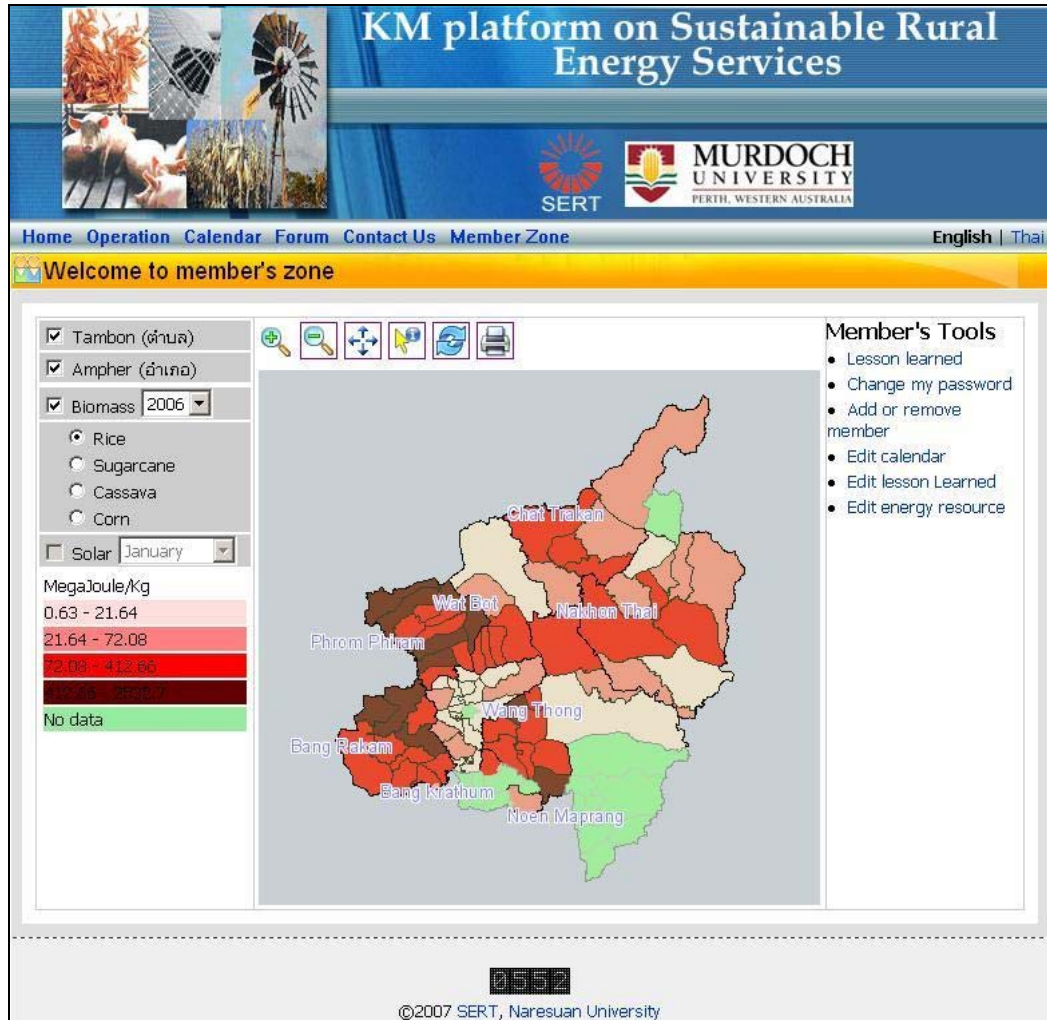 KM platform on Sustainable Rural
Energy Services
SERT
MURDOCH
UNIVERSITY
PERTH, WESTERN AUSTRALIA
Home Operation Calendar Forum Contact Us Member Zone
English | Thai
Welcome to member's zone
Tambon (ตำบล)
Ampher (อำเภอ)
Biomass 2006
Rice
Sugarcane
Cassava
Corn
Solar January
MegaJoule/Kg
0.63 - 21.64
21.64 - 72.08
72.08 - 412.66
No data
Chat Trakan
Wat Bot
Nakhon Thai
Phrom Phiram
Wang Thong
Bang Rakam
Bang Krathum
Noen Maprang
Member's Tools
Lesson learned
Change my password
Add or remove
member
Edit calendar
Edit lesson Learned
Edit energy resource
0552
©2007 SERT, Naresuan University